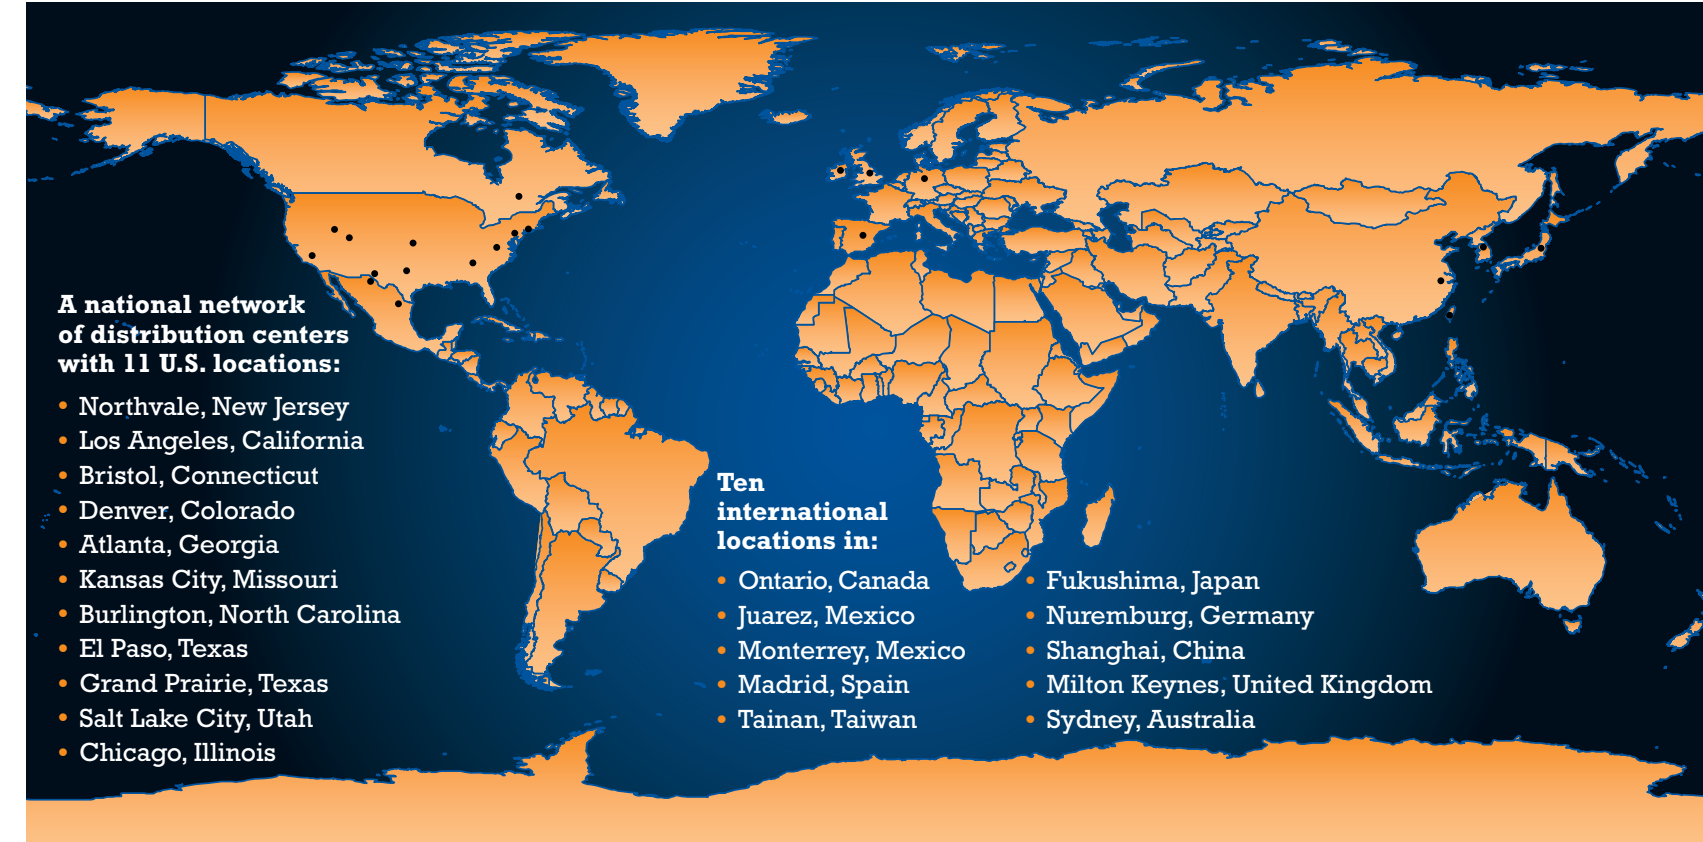 A national network
of distribution centers
with 11 U.S. locations:
• Northvale, New Jersey
• Los Angeles, California
• Bristol, Connecticut
• Denver, Colorado
• Atlanta, Georgia
• Kansas City, Missouri
• Burlington, North Carolina
• El Paso, Texas
• Grand Prairie, Texas
• Salt Lake City, Utah
• Chicago, Illinois
Ten
international
locations in:
• Ontario, Canada
• Juarez, Mexico
• Monterrey, Mexico
• Madrid, Spain
• Tainan, Taiwan
• Fukushima, Japan
• Nuremburg, Germany
• Shanghai, China
• Milton Keynes, United Kingdom
• Sydney, Australia